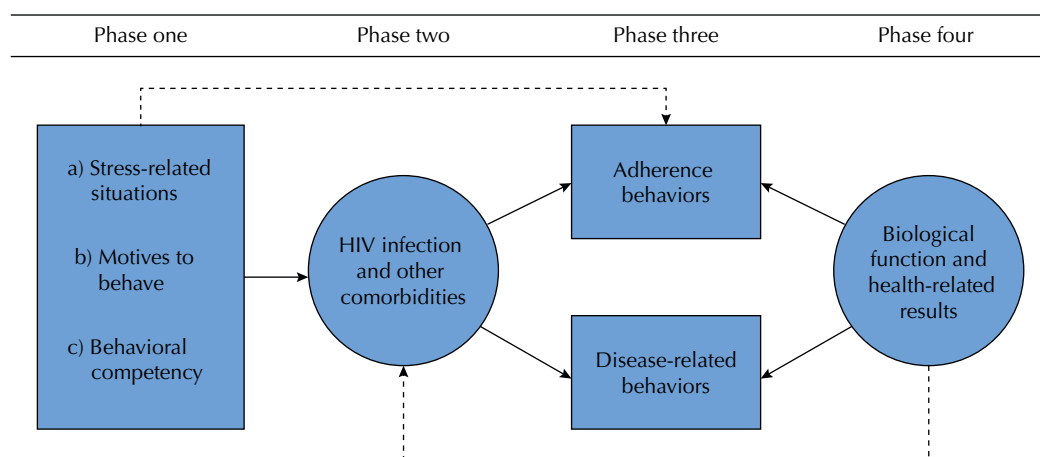 Phase one
Phase two
Phase three
Phase four
a) Stress-related
situations
b) Motives to
behave
c) Behavioral
competency
HIV infection
and other
comorbidities
Adherence
behaviors
Disease-related
behaviors
Biological
function and
health-related
results